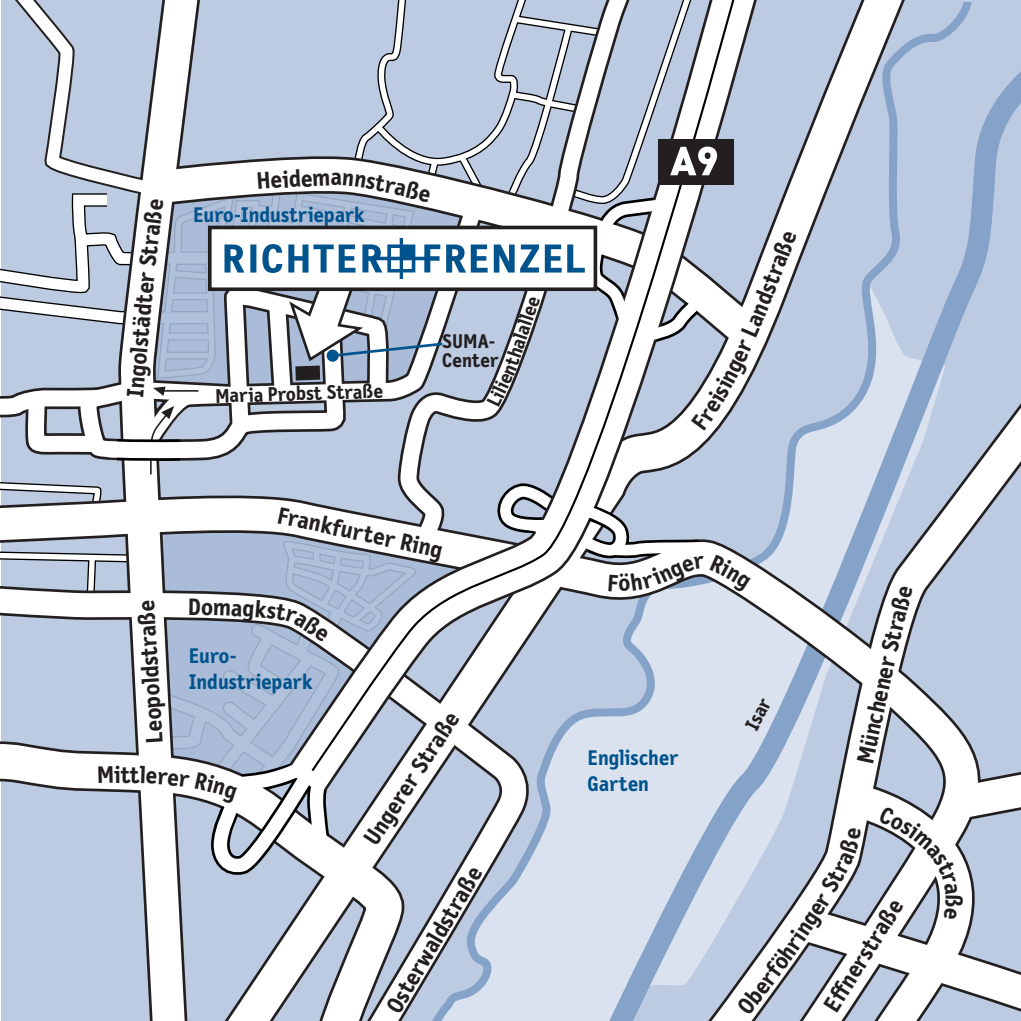 A9
Heidemannstraße
Euro-Industriepark
RICHTER FRENZEL
Ingolstädter Straße
SUMA-
Center
Lilienthalallee
Maria Probst Straße
Freisinger Landstraße
Frankfurter Ring
Föhringer Ring
Domagkstraße
Leopoldstraße
Euro-
Industriepark
Münchener Straße
Isar
Ungerer Straße
Englischer
Garten
Mittlerer Ring
Cosimastraße
Oberföhringer Straße
Effnerstraße
Osterwaldstraße